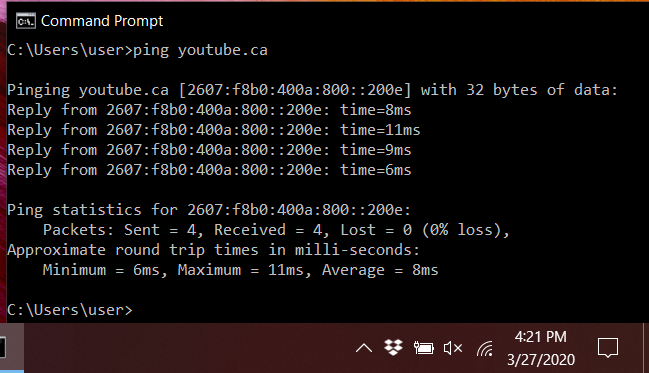 C:\. Command Prompt
C:\Users\user>ping youtube.ca
Pinging youtube.ca [2607:f8b0:400a:800::200e] with 32 bytes of data:
Reply from 2607:f8b0:400a:800::200e: time=8ms
Reply from 2607:f8b0:400a:800::200e: time=11ms
Reply from 2607:f8b0:400a:800::200e: time=9ms
Reply from 2607:f8b0:400a:800::200e: time=6ms
Ping statistics for 2607:f8b0:400a:800::200e:
Packets: Sent = 4, Received = 4, Lost = 0 (0% loss),
Approximate round trip times in milli-seconds:
Minimum = 6ms, Maximum = 11ms, Average = 8ms
C:\Users\user>
4:21 PM
3/27/2020